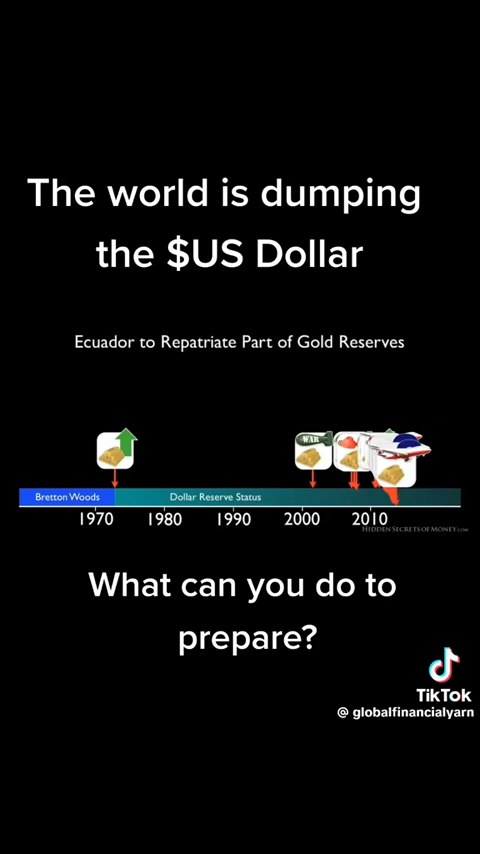 The world is dumping
the $US Dollar
Ecuador to Repatriate Part of Gold Reserves
WAR
Bretton Woods
Dollar Reserve Status
1970 1980 1990 2000 2010
HIDDEN SECRETS OF MONEY.COM
What can you do to
prepare?
TikTok
@ globalfinancialyarn